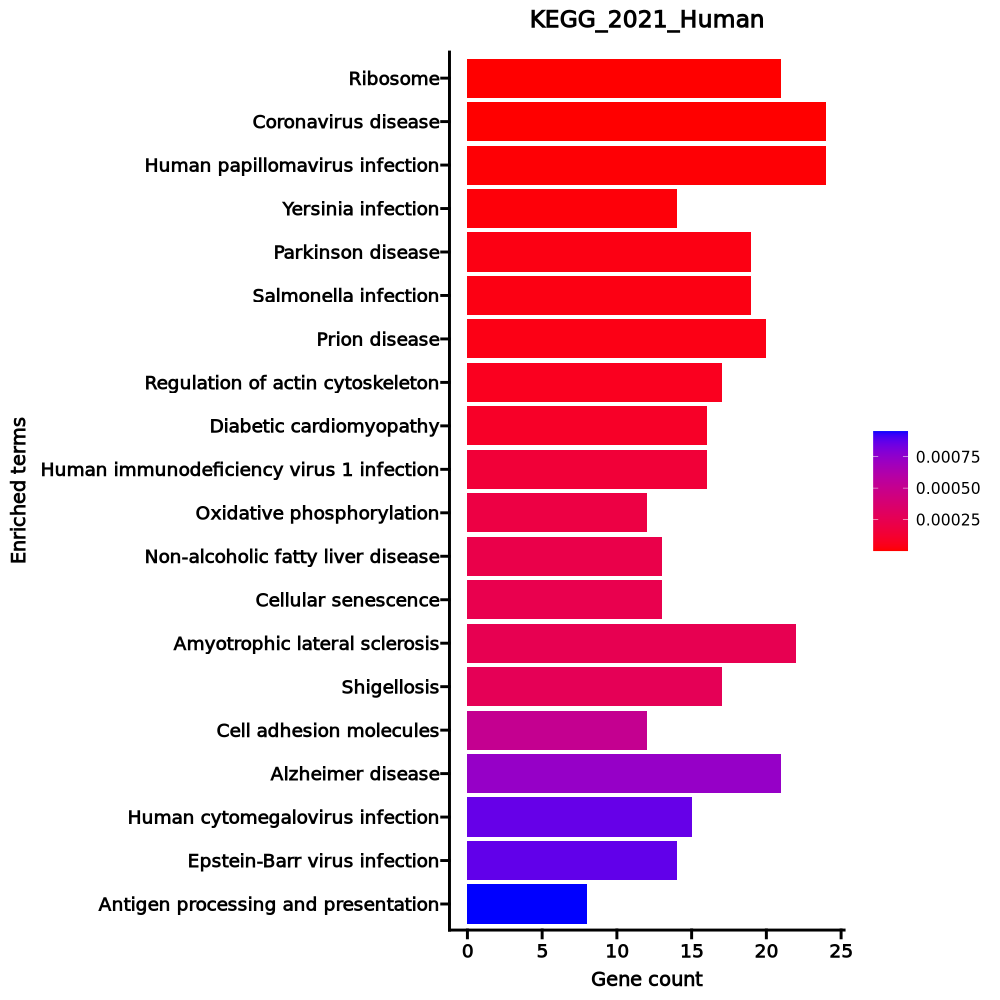 KEGG_2021_Human
Ribosome
Coronavirus disease
Human papillomavirus infection
Yersinia infection
Parkinson disease
Salmonella infection
Prion disease
Regulation of actin cytoskeleton
Diabetic cardiomyopathy
Human immunodeficiency virus 1 infection
Oxidative phosphorylation
Non-alcoholic fatty liver disease
Cellular senescence
Amyotrophic lateral sclerosis
Shigellosis
Cell adhesion molecules
Alzheimer disease
Human cytomegalovirus infection
Epstein-Barr virus infection
Antigen processing and presentation
Enriched terms
0 5 10 15 20 25
Gene count
0.00075
0.00050
0.00025